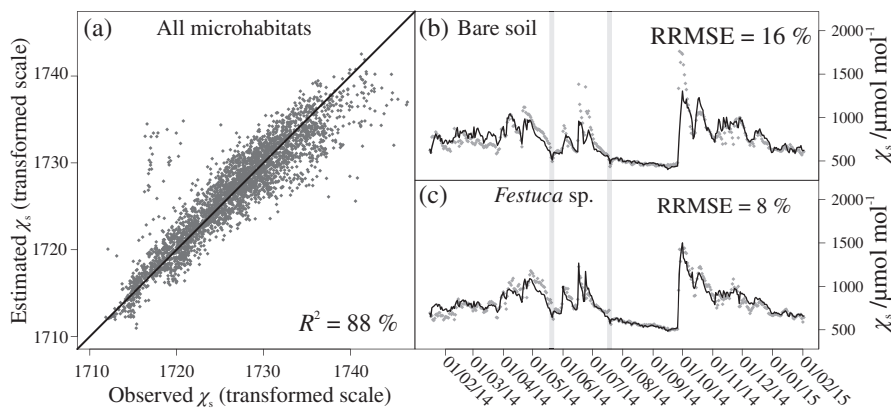 (a) All microhabitats
Estimated χs (transformed scale)
1740
1730
1720
1710
R² = 88 %
1710 1720 1730 1740
Observed χs (transformed scale)
(b) Bare soil
RRMSE = 16 %
2000
1500
1000
500
χs /µmol mol⁻¹
(c) Festuca sp.
RRMSE = 8 %
2000
1500
1000
500
χs /µmol mol⁻¹
01/02/14
01/03/14
01/04/14
01/05/14
01/06/14
01/07/14
01/08/14
01/09/14
01/10/14
01/11/14
01/12/14
01/01/15
01/02/15